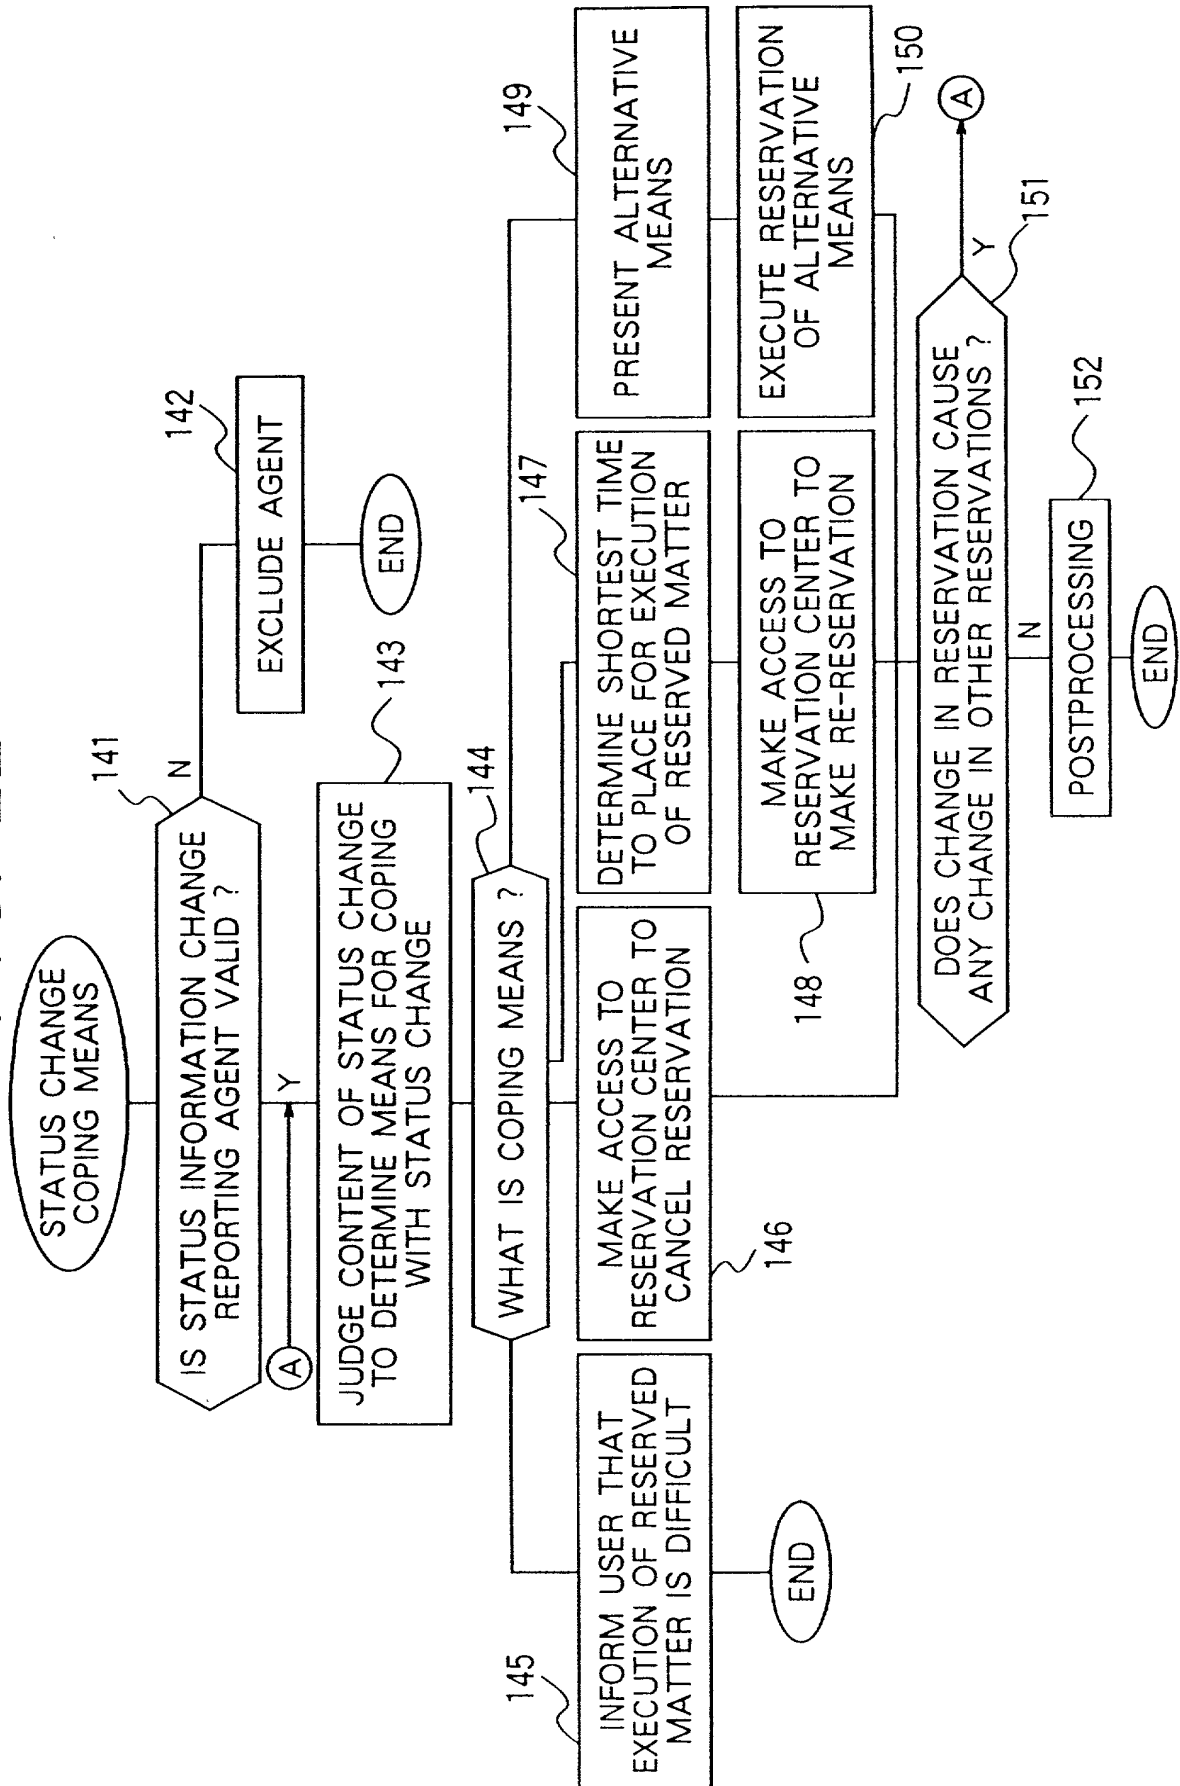 STATUS CHANGE
COPING MEANS
141
IS STATUS INFORMATION CHANGE
REPORTING AGENT VALID ?
N
142
EXCLUDE AGENT
END
Y
A
143
JUDGE CONTENT OF STATUS CHANGE
TO DETERMINE MEANS FOR COPING
WITH STATUS CHANGE
144
WHAT IS COPING MEANS ?
145
INFORM USER THAT
EXECUTION OF RESERVED
MATTER IS DIFFICULT
END
146
MAKE ACCESS TO
RESERVATION CENTER TO
CANCEL RESERVATION
147
DETERMINE SHORTEST TIME
TO PLACE FOR EXECUTION
OF RESERVED MATTER
148
MAKE ACCESS TO
RESERVATION CENTER TO
MAKE RE-RESERVATION
149
PRESENT ALTERNATIVE
MEANS
150
EXECUTE RESERVATION
OF ALTERNATIVE
MEANS
151
DOES CHANGE IN RESERVATION CAUSE
ANY CHANGE IN OTHER RESERVATIONS ?
Y
A
N
152
POSTPROCESSING
END